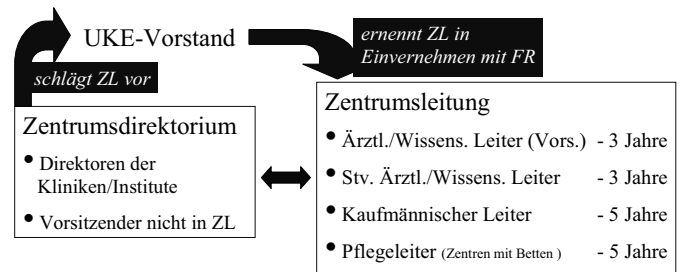 UKE-Vorstand
ernennt ZL in
Einvernehmen mit FR
schlägt ZL vor
Zentrumsdirektorium
• Direktoren der
Kliniken/Institute
• Vorsitzender nicht in ZL
Zentrumsleitung
• Ärztl./Wissens. Leiter (Vors.) - 3 Jahre
• Stv. Ärztl./Wissens. Leiter - 3 Jahre
• Kaufmännischer Leiter - 5 Jahre
• Pflegeleiter (Zentren mit Betten ) - 5 Jahre